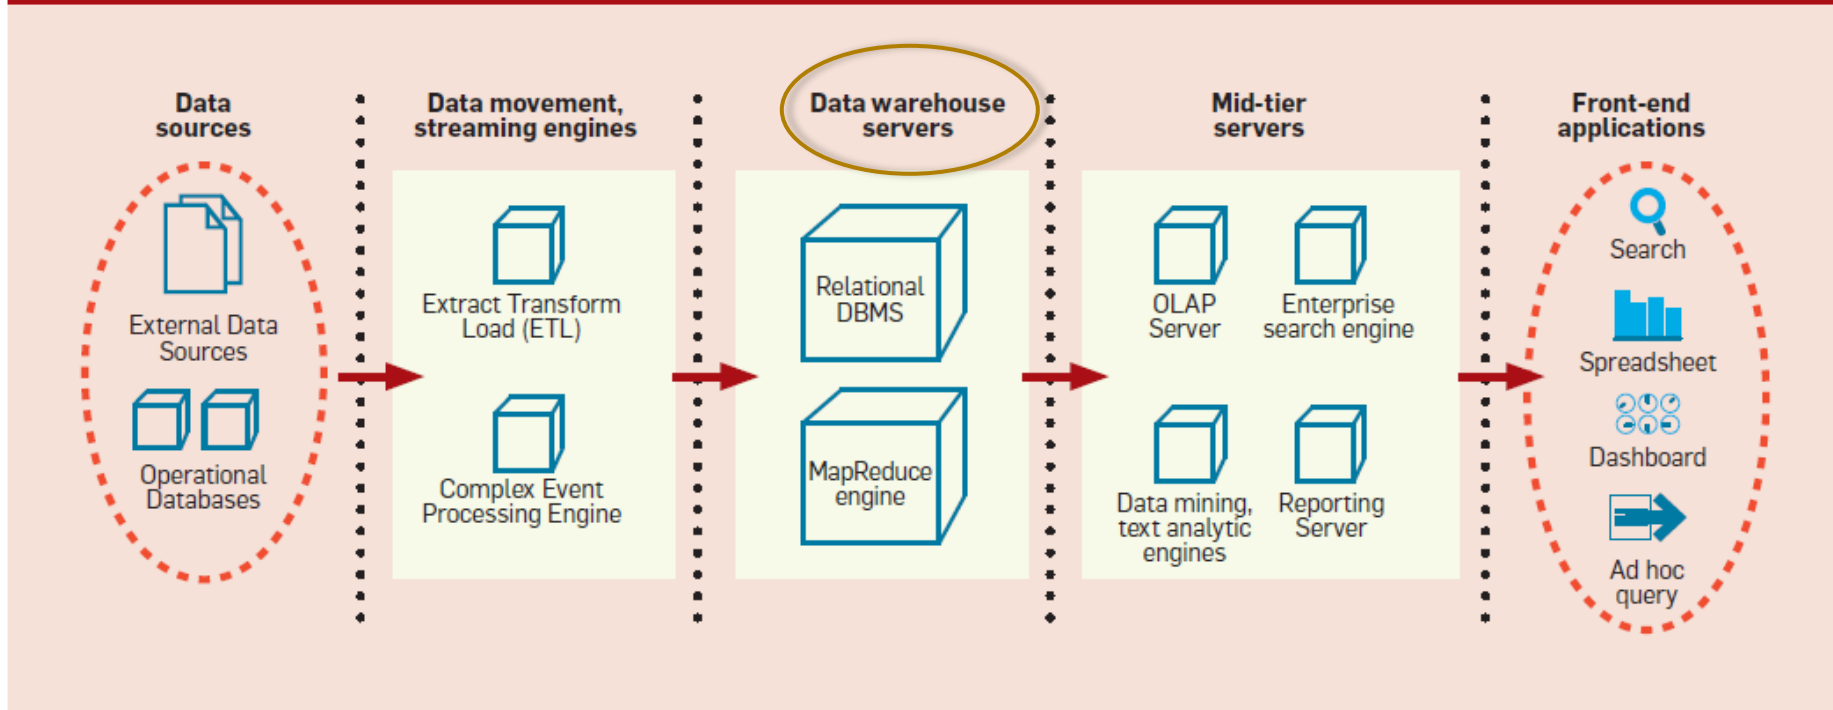 Data
sources
Data movement,
streaming engines
Data warehouse
servers
Mid-tier
servers
Front-end
applications
External Data
Sources
Operational
Databases
Extract Transform
Load (ETL)
Complex Event
Processing Engine
Relational
DBMS
MapReduce
engine
OLAP
Server
Enterprise
search engine
Data mining,
text analytic
engines
Reporting
Server
Search
Spreadsheet
Dashboard
Ad hoc
query